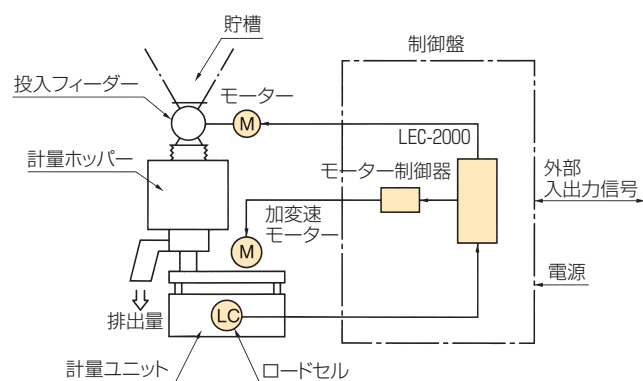 貯槽
制御盤
投入フィーダー
モーター
M
LEC-2000
計量ホッパー
モーター制御器
外部
入出力信号
加変速
モーター
M
電源
排出量
LC
計量ユニット
ロードセル